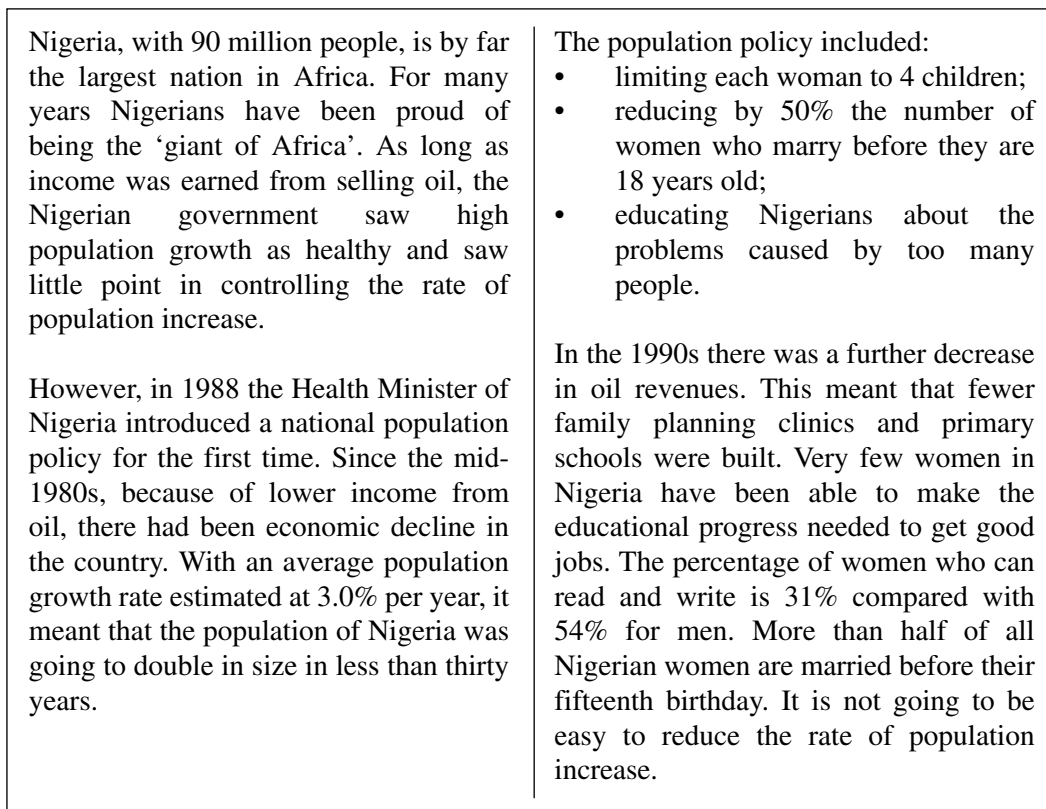 Nigeria, with 90 million people, is by far
the largest nation in Africa. For many
years Nigerians have been proud of
being the ‘giant of Africa’. As long as
income was earned from selling oil, the
Nigerian government saw high
population growth as healthy and saw
little point in controlling the rate of
population increase.
However, in 1988 the Health Minister of
Nigeria introduced a national population
policy for the first time. Since the mid-
1980s, because of lower income from
oil, there had been economic decline in
the country. With an average population
growth rate estimated at 3.0% per year, it
meant that the population of Nigeria was
going to double in size in less than thirty
years.
The population policy included:
• limiting each woman to 4 children;
• reducing by 50% the number of
women who marry before they are
18 years old;
• educating Nigerians about the
problems caused by too many
people.
In the 1990s there was a further decrease
in oil revenues. This meant that fewer
family planning clinics and primary
schools were built. Very few women in
Nigeria have been able to make the
educational progress needed to get good
jobs. The percentage of women who can
read and write is 31% compared with
54% for men. More than half of all
Nigerian women are married before their
fifteenth birthday. It is not going to be
easy to reduce the rate of population
increase.